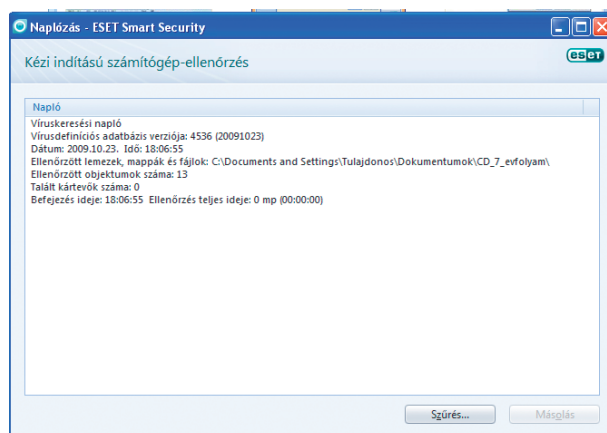 Naplózás - ESET Smart Security
Kézi indítású számítógép-ellenőrzés
eseT
Napló
Víruskeresési napló
Vírusdefiníciós adatbázis verziója: 4536 (20091023)
Dátum: 2009.10.23.  Idő: 18:06:55
Ellenőrzött lemezek, mappák és fájlok: C:\Documents and Settings\Tulajdonos\Dokumentumok\CD_7_evfolyam\
Ellenőrzött objektumok száma: 13
Talált kártevők száma: 0
Befejezés ideje: 18:06:55  Ellenőrzés teljes ideje: 0 mp (00:00:00)
Szűrés... Másolás